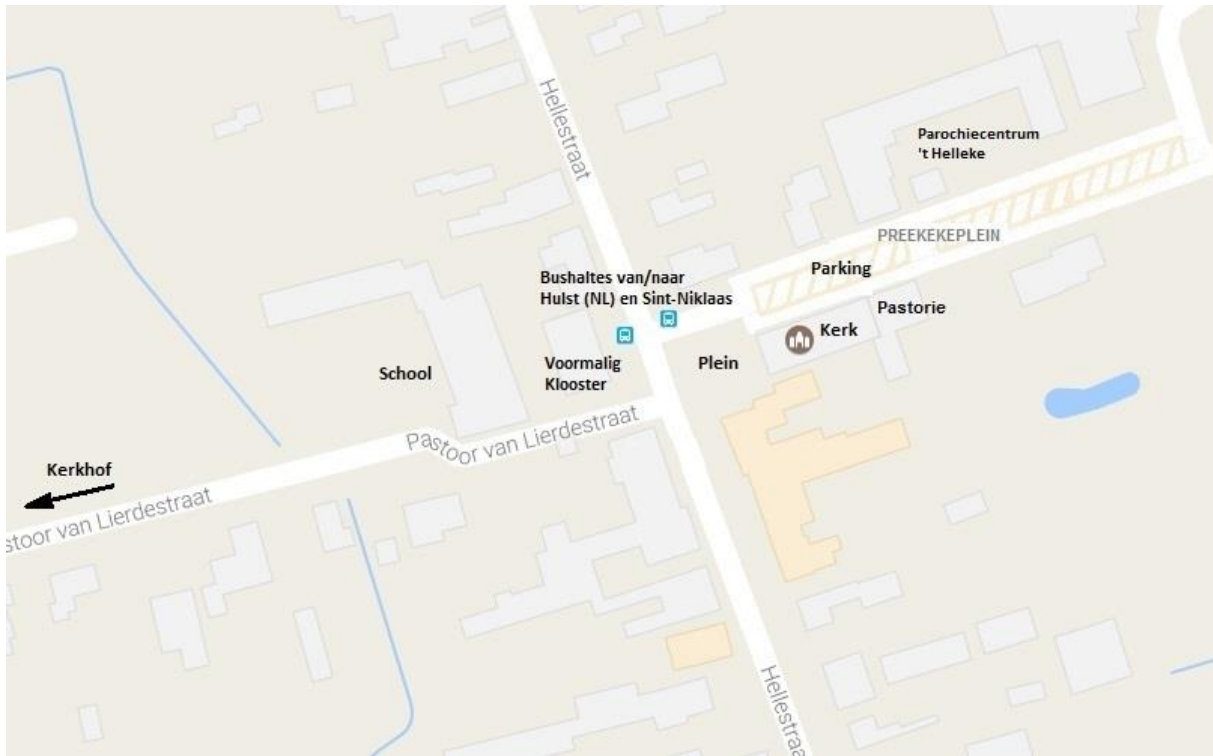 Hellestraat
Parochiecentrum
't Helleke
PREEKEKEPLEIN
Parking
Bushaltes van/naar
Hulst (NL) en Sint-Niklaas
Pastorie
Kerk
Voormalig
Klooster
Plein
School
Pastoor van Lierdestraat
Kerkhof
stoor van Lierdestraat
Hellestraa